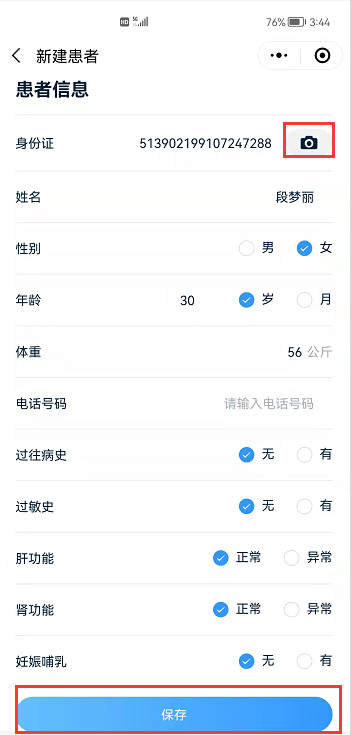 HD 5G 76% 3:44
新建患者
患者信息
身份证 513902199107247288
姓名 段梦丽
性别 男 女
年龄 30 岁 月
体重 56 公斤
电话号码 请输入电话号码
过往病史 无 有
过敏史 无 有
肝功能 正常 异常
肾功能 正常 异常
妊娠哺乳 无 有
保存